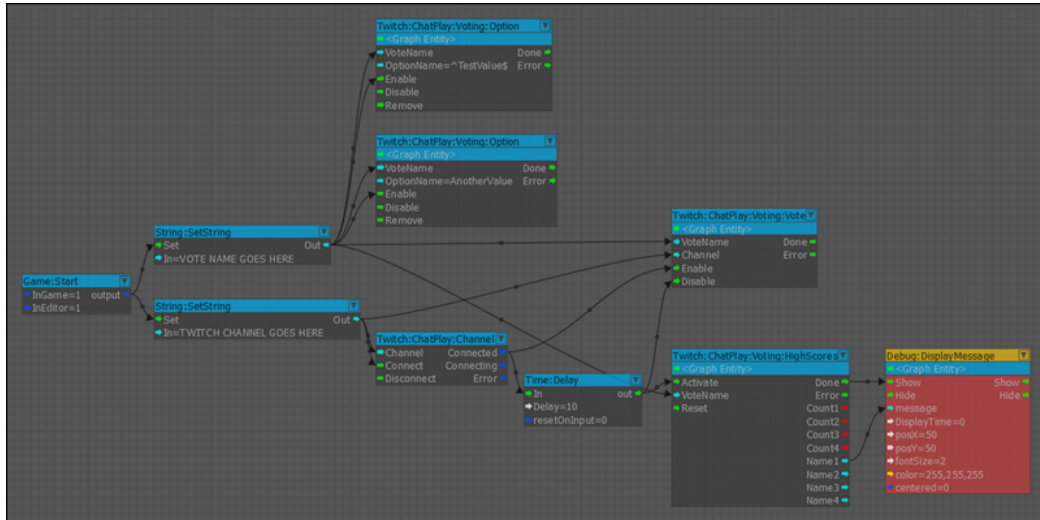 Twitch:ChatPlay:Voting:Option
<Graph Entity>
VoteName Done
OptionName=^TestValue$ Error
Enable
Disable
Remove
Twitch:ChatPlay:Voting:Option
<Graph Entity>
VoteName Done
OptionName=AnotherValue Error
Enable
Disable
Remove
String:SetString
Set Out
In=VOTE NAME GOES HERE
Game:Start
InGame=1 output
InEditor=1
String:SetString
Set Out
In=TWITCH CHANNEL GOES HERE
Twitch:ChatPlay:Channel
Channel Connected
Connect Connecting
Disconnect Error
Time:Delay
In out
Delay=10
resetOnInput=0
Twitch:ChatPlay:Voting:Vote
<Graph Entity>
VoteName Done
Channel Error
Enable
Disable
Twitch:ChatPlay:Voting:HighScores
<Graph Entity>
Activate Done
VoteName Error
Reset Count1
Count2
Count3
Count4
Name1
Name2
Name3
Name4
Debug:DisplayMessage
<Graph Entity>
Show Show
Hide Hide
message
DisplayTime=0
posX=50
posY=50
fontSize=2
color=255,255,255
centered=0